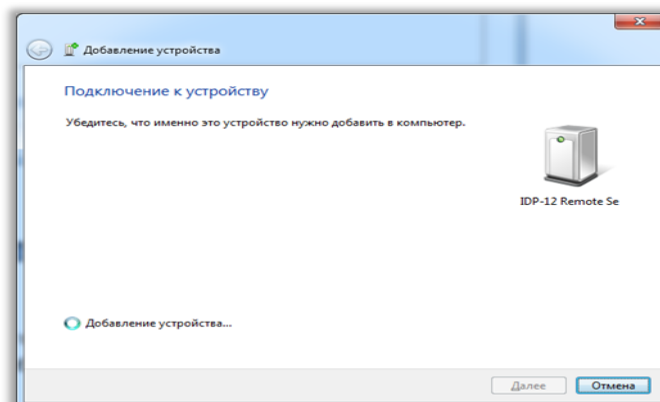 Добавление устройства
Подключение к устройству
Убедитесь, что именно это устройство нужно добавить в компьютер.
IDP-12 Remote Se
Добавление устройства...
Далее
Отмена